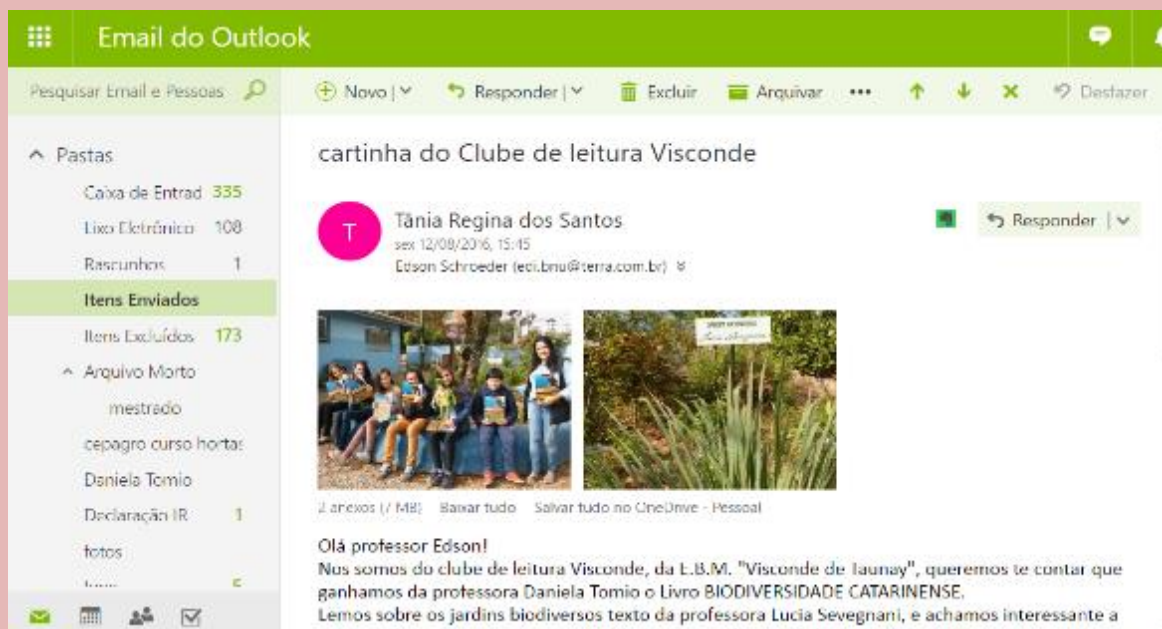 Email do Outlook
Pesquisar Email e Pessoas
Novo | Responder | Excluir Arquivar ••• Desfazer
Pastas
Caixa de Entrad 335
Lixo Eletrônico 108
Rascunhos 1
Itens Enviados
Itens Excluídos 173
Arquivo Morto
mestrado
cepagro curso hortas
Daniela Tomio
Declaração IR 1
fotos
cartinha do Clube de leitura Visconde
T
Tânia Regina dos Santos
sex 12/08/2016, 15:45
Edson Schroeder (edi.bnu@terra.com.br)
Responder |
2 anexos (7 MB) Baixar tudo Salvar tudo no OneDrive - Pessoal
Olá professor Edson!
Nos somos do clube de leitura Visconde, da E.B.M. "Visconde de Taunay", queremos te contar que
ganhamos da professora Daniela Tomio o Livro BIODIVERSIDADE CATARINENSE.
Lemos sobre os jardins biodiversos texto da professora Lucia Sevegnani, e achamos interessante a